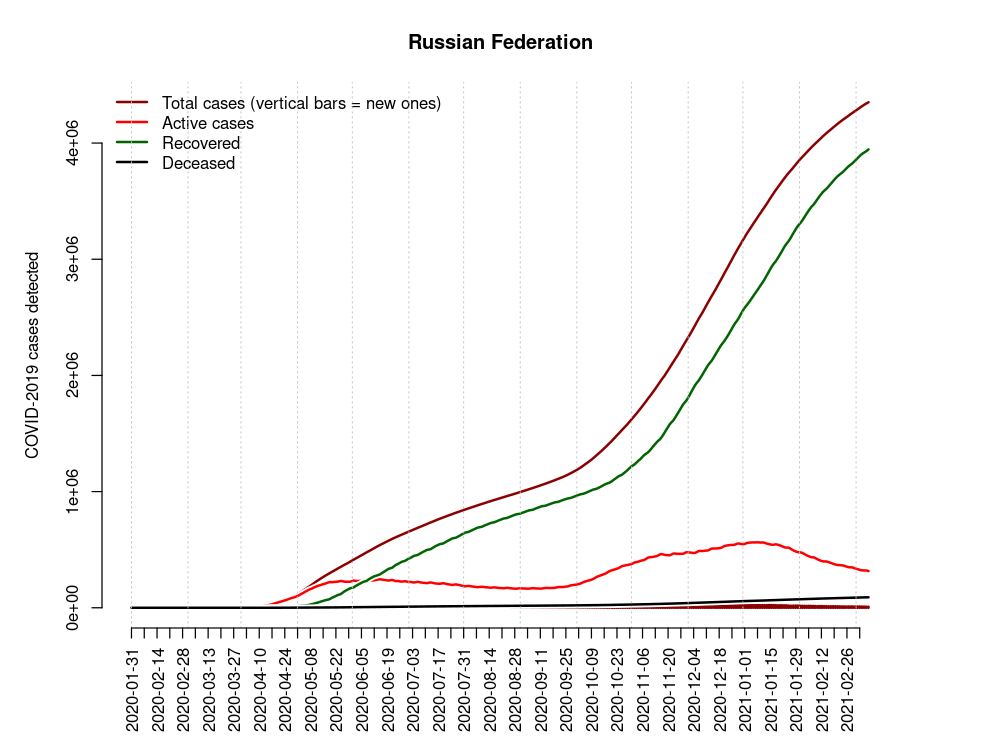 Russian Federation
Total cases (vertical bars = new ones)
Active cases
Recovered
Deceased
COVID-2019 cases detected
4e+06
3e+06
2e+06
1e+06
0e+00
2020-01-31
2020-02-14
2020-02-28
2020-03-13
2020-03-27
2020-04-10
2020-04-24
2020-05-08
2020-05-22
2020-06-05
2020-06-19
2020-07-03
2020-07-17
2020-07-31
2020-08-14
2020-08-28
2020-09-11
2020-09-25
2020-10-09
2020-10-23
2020-11-06
2020-11-20
2020-12-04
2020-12-18
2021-01-01
2021-01-15
2021-01-29
2021-02-12
2021-02-26